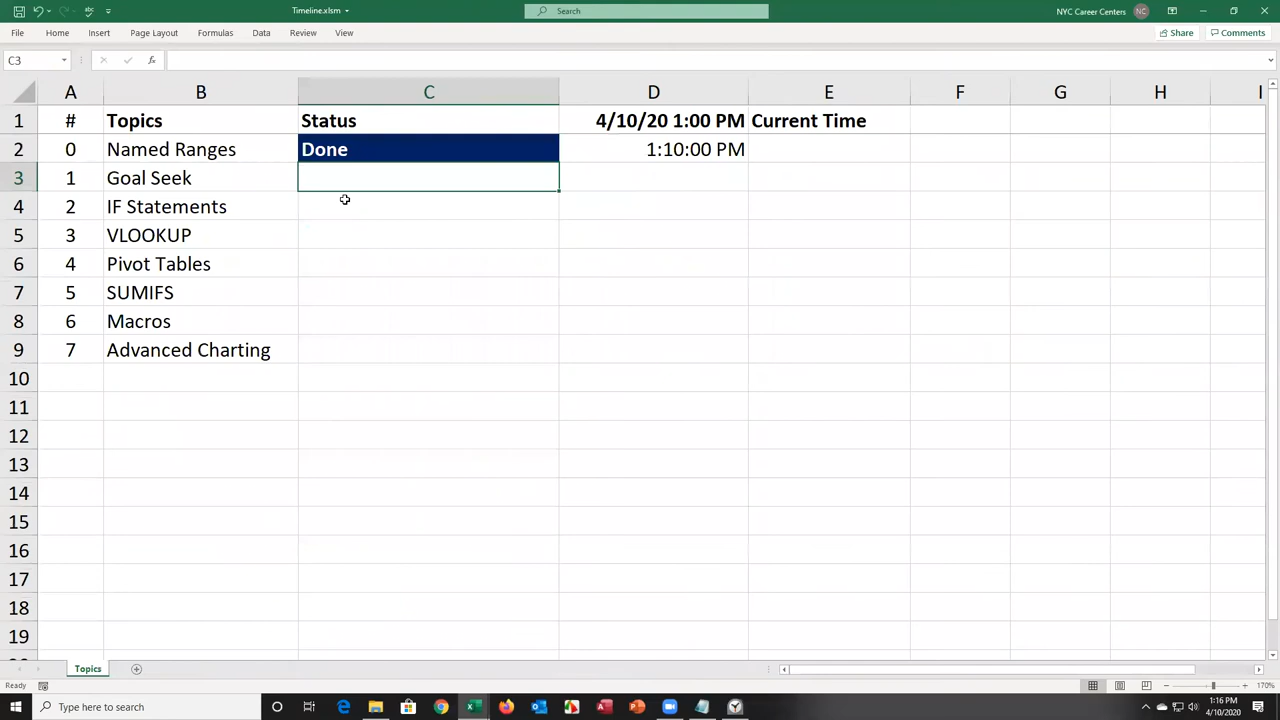 Timeline.xlsm
Search
NYC Career Centers NC
File Home Insert Page Layout Formulas Data Review View Share Comments
C3 fx
A B C D E F G H I
1 # Topics Status 4/10/20 1:00 PM Current Time
2 0 Named Ranges Done 1:10:00 PM
3 1 Goal Seek
4 2 IF Statements
5 3 VLOOKUP
6 4 Pivot Tables
7 5 SUMIFS
8 6 Macros
9 7 Advanced Charting
10
11
12
13
14
15
16
17
18
19
Topics
Ready 170%
Type here to search 1:16 PM
4/10/2020